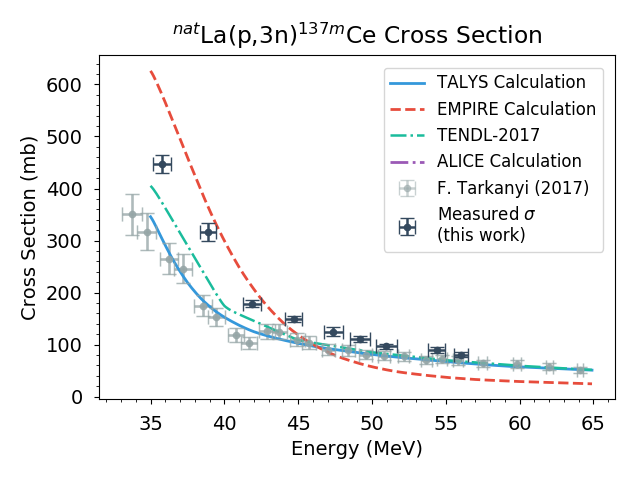 natLa(p,3n)137mCe Cross Section
Cross Section (mb)
600
500
400
300
200
100
0
TALYS Calculation
EMPIRE Calculation
TENDL-2017
ALICE Calculation
F. Tarkanyi (2017)
Measured σ
(this work)
35 40 45 50 55 60 65
Energy (MeV)